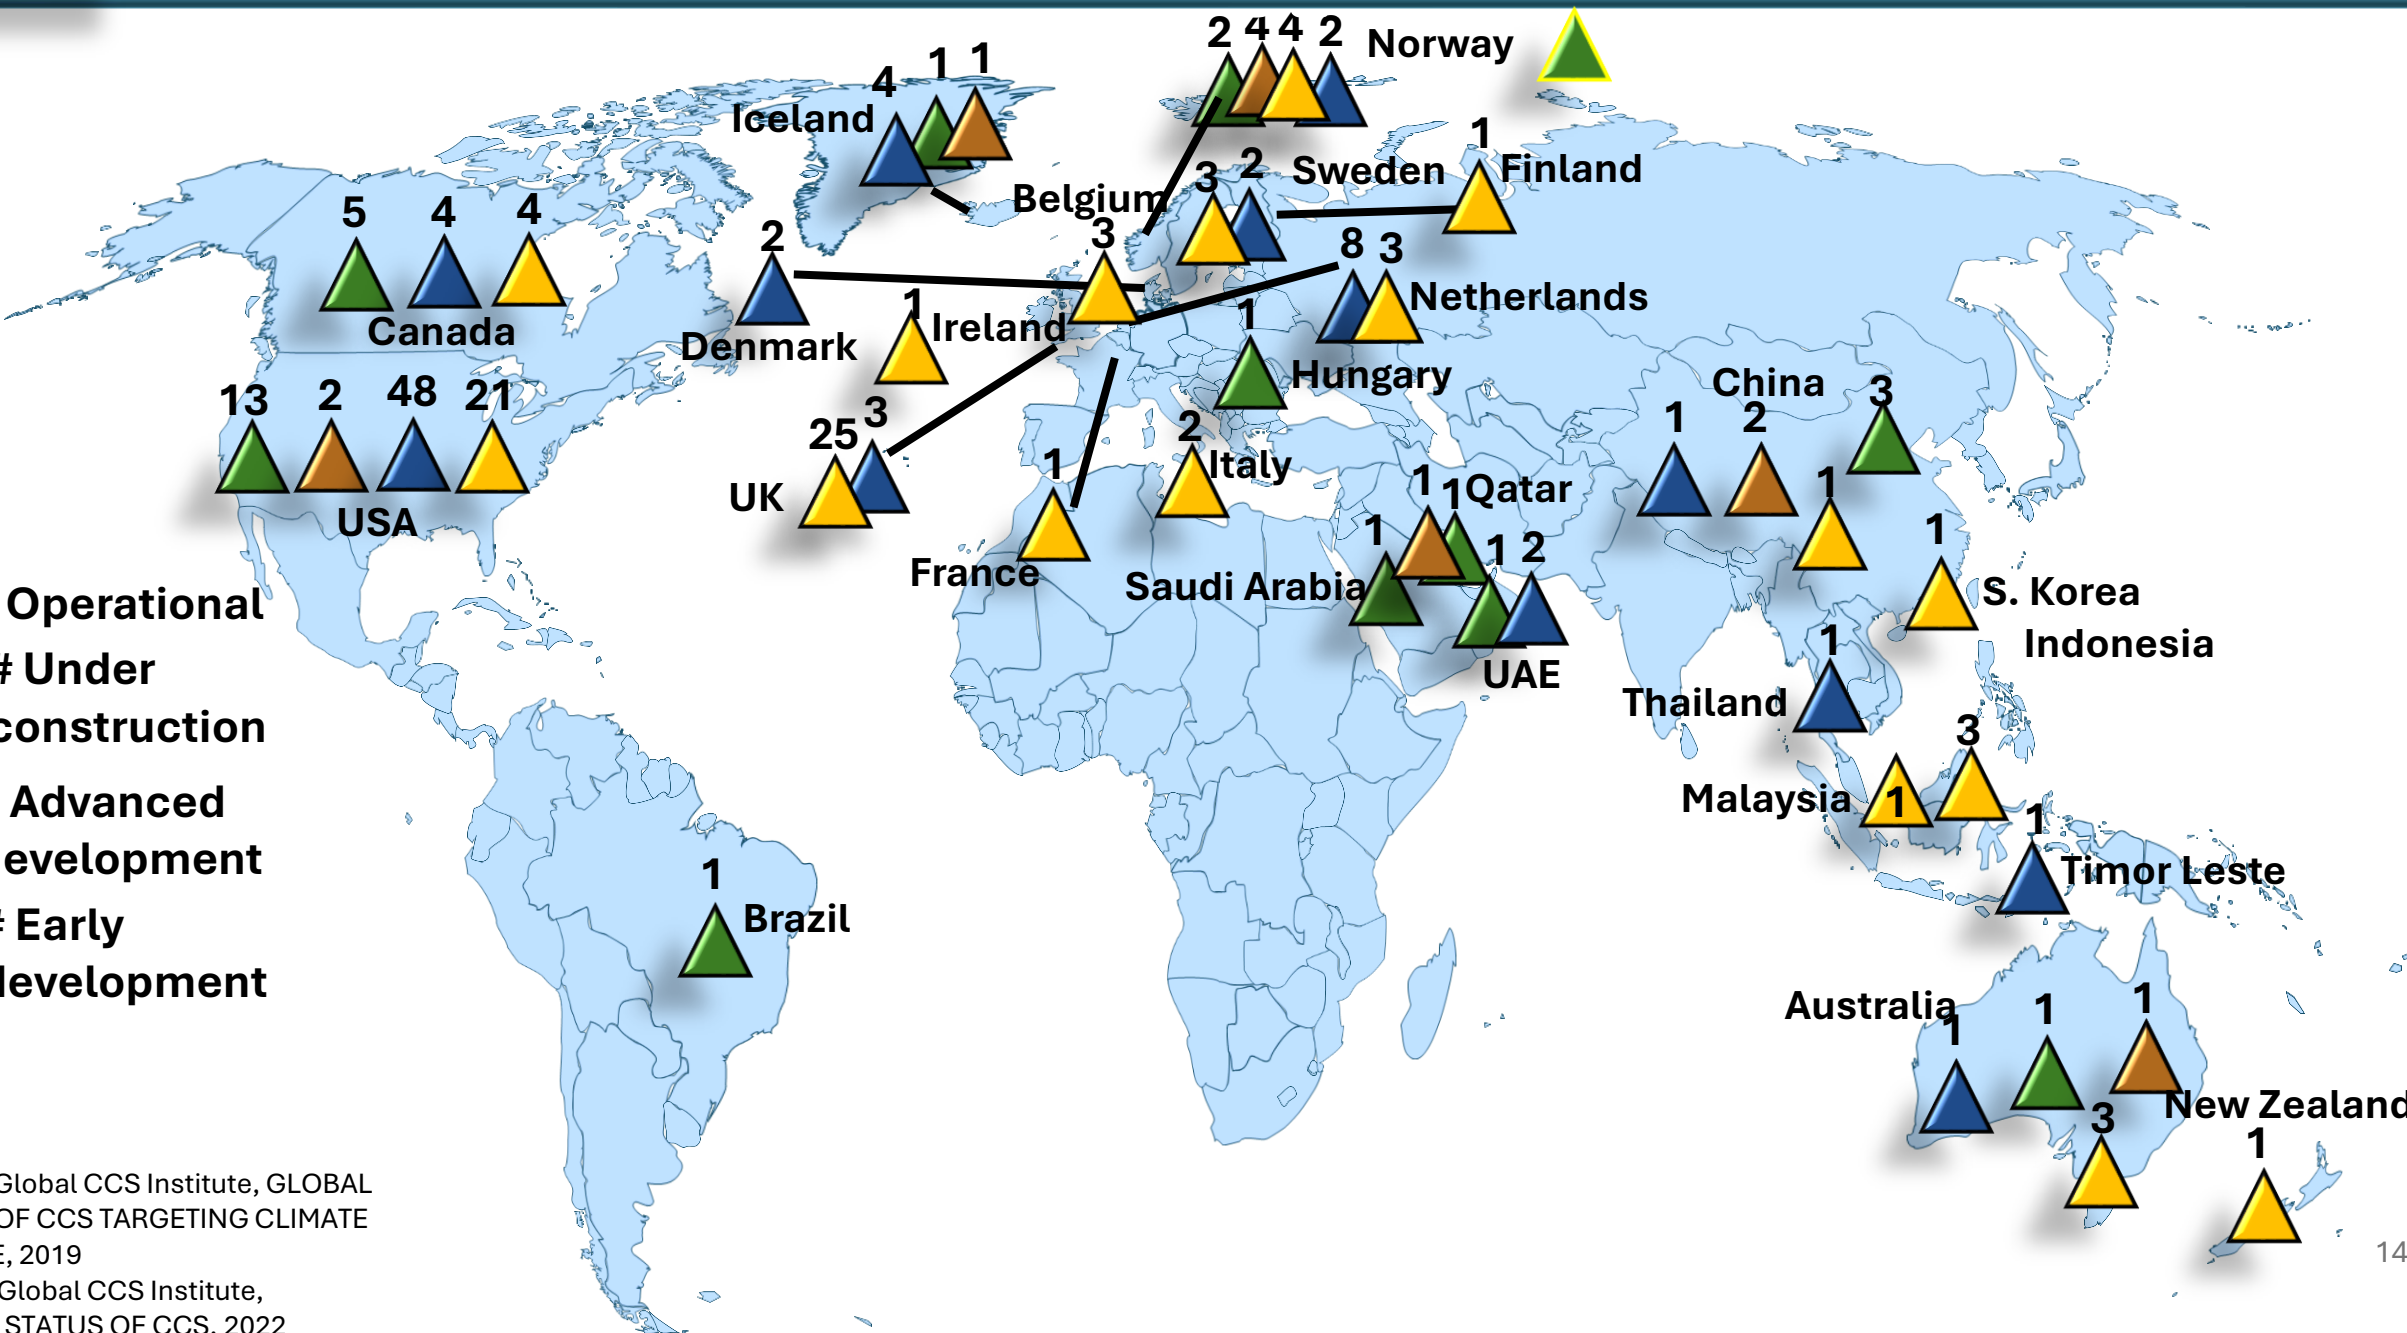 2 4 4 2 Norway
4 1 1
Iceland
1
Finland
3 2 Sweden
Belgium
3
5 4 4
Canada
2
Denmark
1
Ireland
8 3
Netherlands
1
Hungary
13 2 48 21
USA
25 3
UK
1
France
2
Italy
China
1 2 3
1
1 1 Qatar
1
Saudi Arabia
1 2
UAE
1
S. Korea
Indonesia
1
Thailand
3
Malaysia 1
1
Timor Leste
1
Brazil
Australia
1 1 1
3
New Zealand
1
Operational
# Under
construction
Advanced
evelopment
# Early
development
Global CCS Institute, GLOBAL
OF CCS TARGETING CLIMATE
E, 2019
Global CCS Institute,
STATUS OF CCS, 2022
14